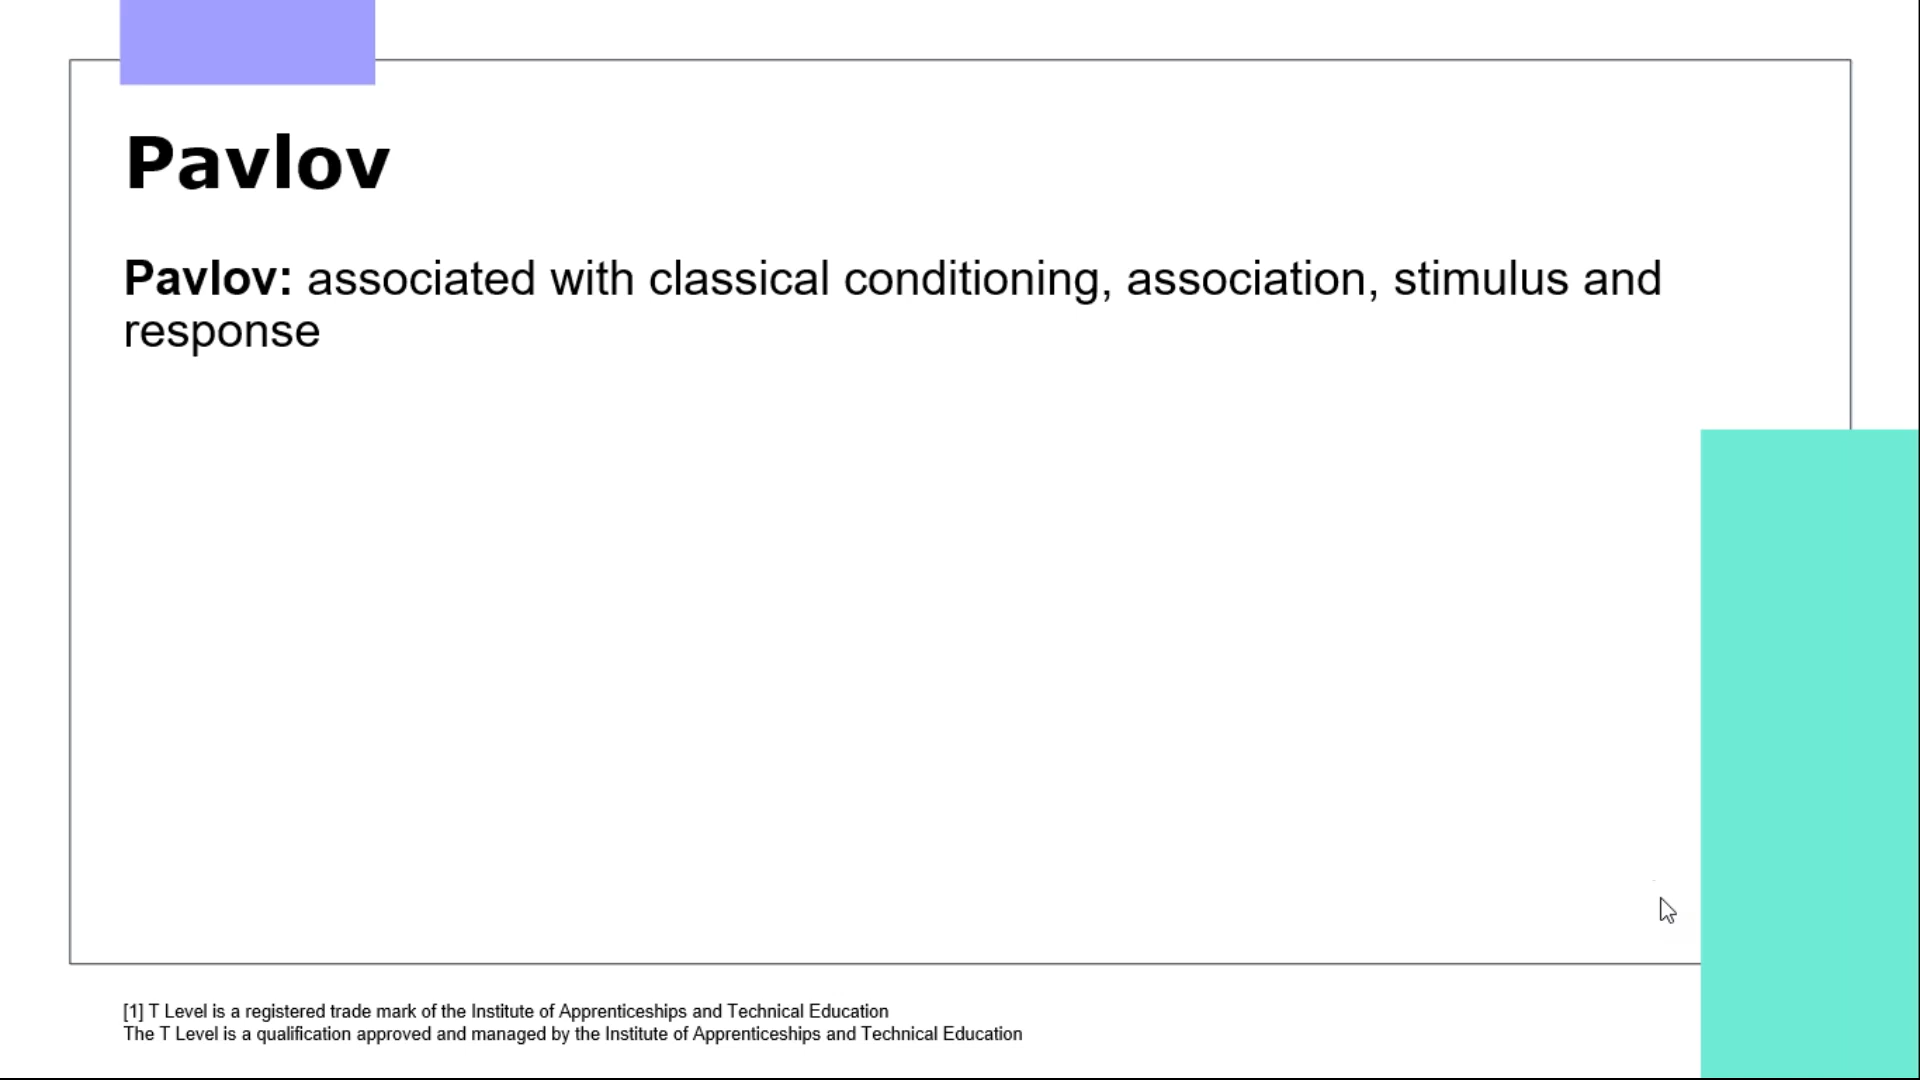 Pavlov
Pavlov: associated with classical conditioning, association, stimulus and
response
[1] T Level is a registered trade mark of the Institute of Apprenticeships and Technical Education
The T Level is a qualification approved and managed by the Institute of Apprenticeships and Technical Education